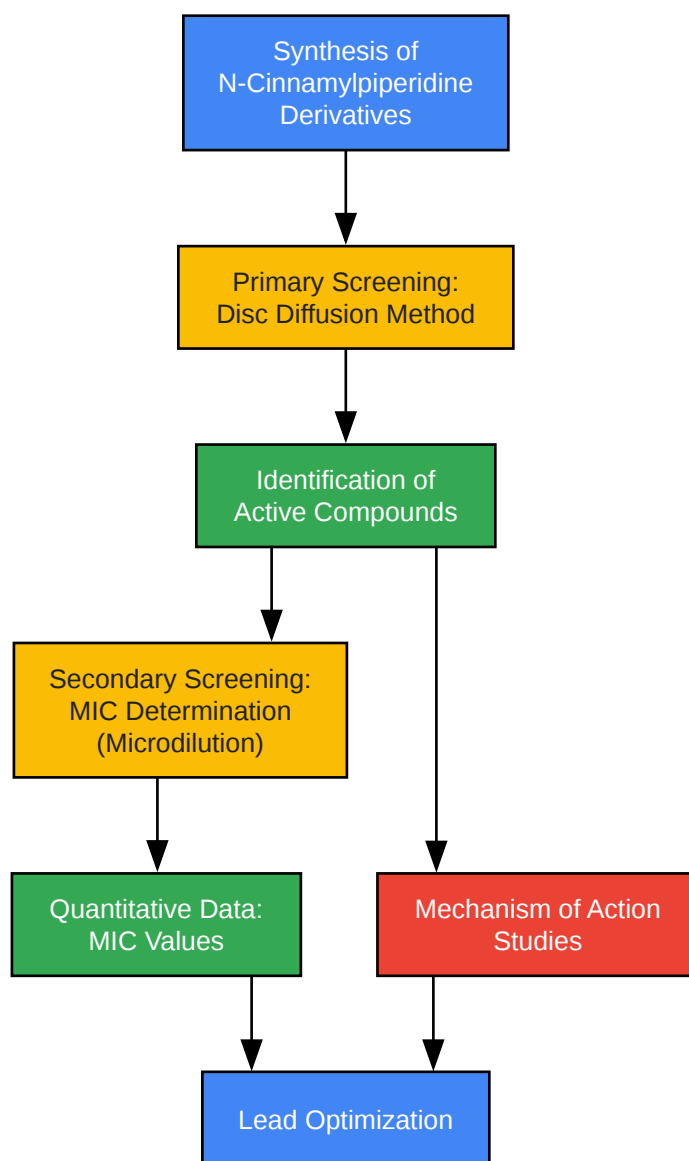 Synthesis of
N-Cinnamylpiperidine
Derivatives
Primary Screening:
Disc Diffusion Method
Identification of
Active Compounds
Secondary Screening:
MIC Determination
(Microdilution)
Quantitative Data:
MIC Values
Mechanism of Action
Studies
Lead Optimization